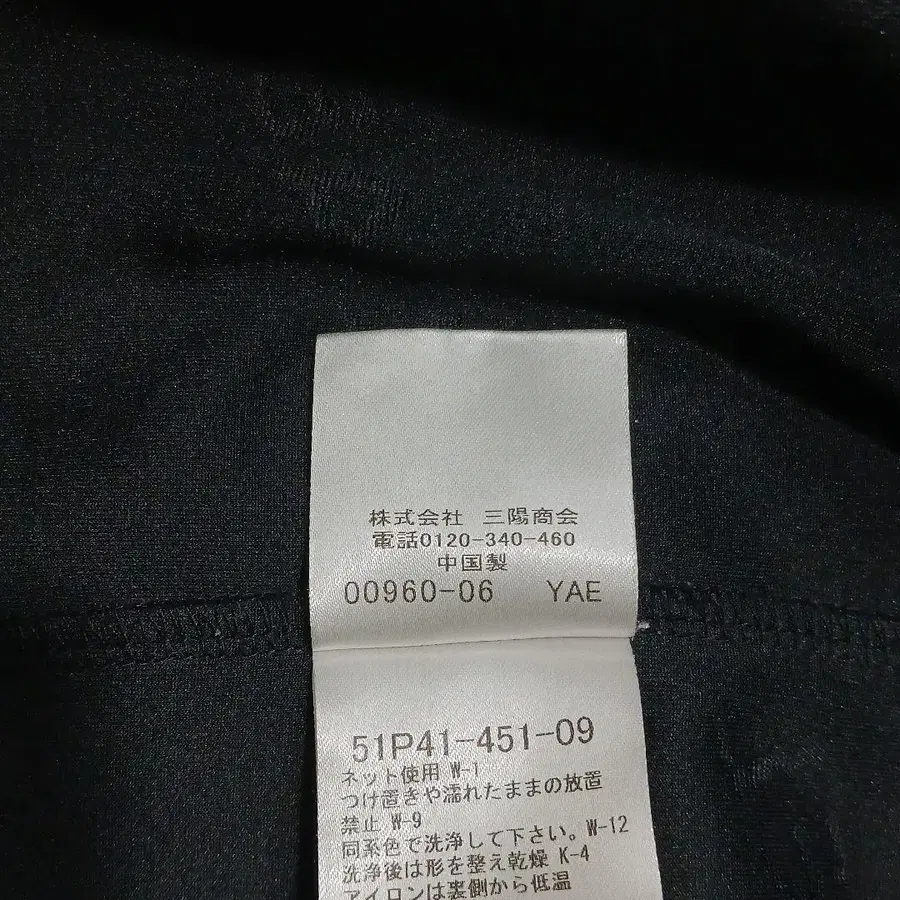 株式会社 三陽商会
電話0120-340-460
中国製
00960-06 YAE
51P41-451-09
ネット使用 W-1
つけ置きや濡れたままの放置
禁止 W-9
同系色で洗浄して下さい。W-12
洗浄後は形を整え乾燥 K-4
アイロンは裏側から低温